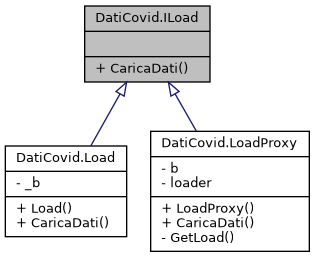 DatiCovid.ILoad
+ CaricaDati()
DatiCovid.Load
- _b
+ Load()
+ CaricaDati()
DatiCovid.LoadProxy
- b
- loader
+ LoadProxy()
+ CaricaDati()
- GetLoad()